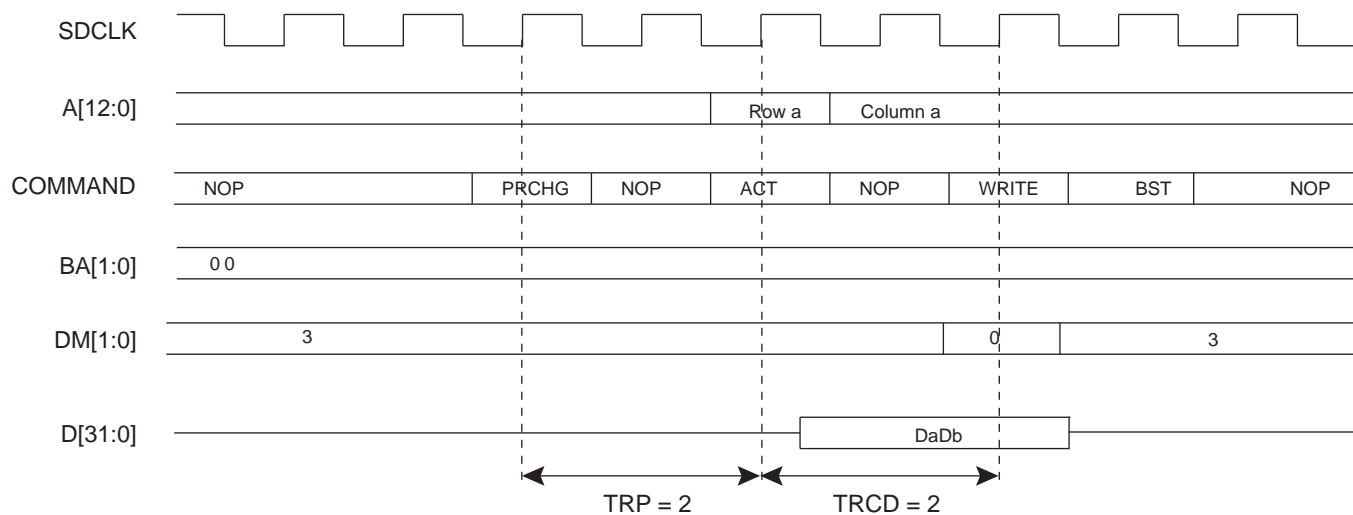 SDCLK
A[12:0] Row a Column a
COMMAND NOP PRCHG NOP ACT NOP WRITE BST NOP
BA[1:0] 0 0
DM[1:0] 3 0 3
D[31:0] DaDb
TRP = 2 TRCD = 2